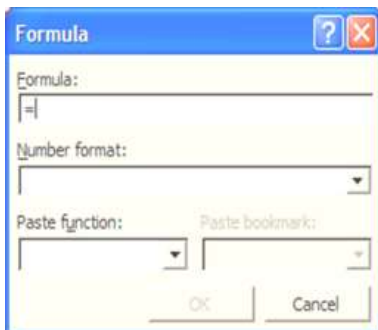 Formula
Formula:
=
Number format:
Paste function: Paste bookmark:
OK Cancel